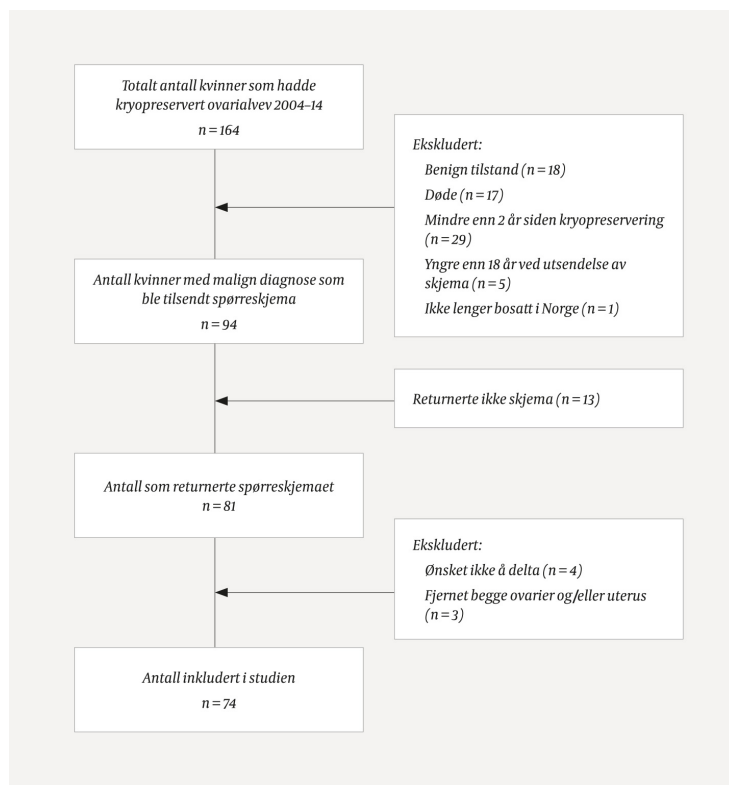 Totalt antall kvinner som hadde
kryopreservert ovarialvev 2004–14
n = 164
Ekskludert:
Benign tilstand (n = 18)
Døde (n = 17)
Mindre enn 2 år siden kryopreservering
(n = 29)
Yngre enn 18 år ved utsendelse av
skjema (n = 5)
Ikke lenger bosatt i Norge (n = 1)
Antall kvinner med malign diagnose som
ble tilsendt spørreskjema
n = 94
Returnerte ikke skjema (n = 13)
Antall som returnerte spørreskjemaet
n = 81
Ekskludert:
Ønsket ikke å delta (n = 4)
Fjernet begge ovarier og/eller uterus
(n = 3)
Antall inkludert i studien
n = 74